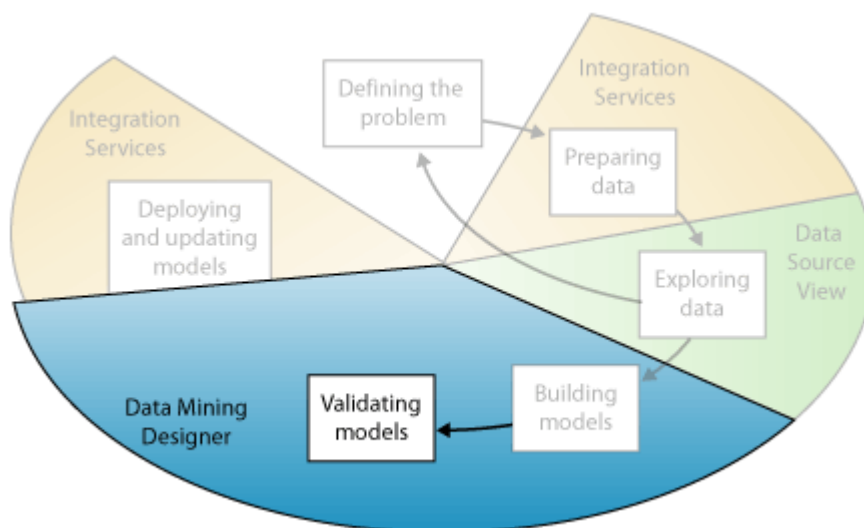 Defining the
problem
Integration
Services
Preparing
data
Data
Source
View
Exploring
data
Building
models
Validating
models
Data Mining
Designer
Integration
Services
Deploying
and updating
models